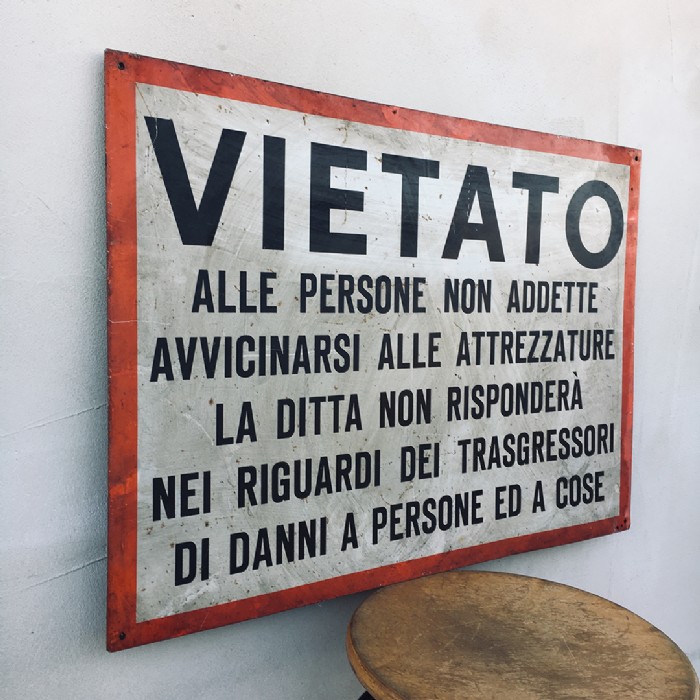 VIETATO
ALLE PERSONE NON ADDETTE
AVVICINARSI ALLE ATTREZZATURE
LA DITTA NON RISPONDERÀ
NEI RIGUARDI DEI TRASGRESSORI
DI DANNI A PERSONE ED A COSE